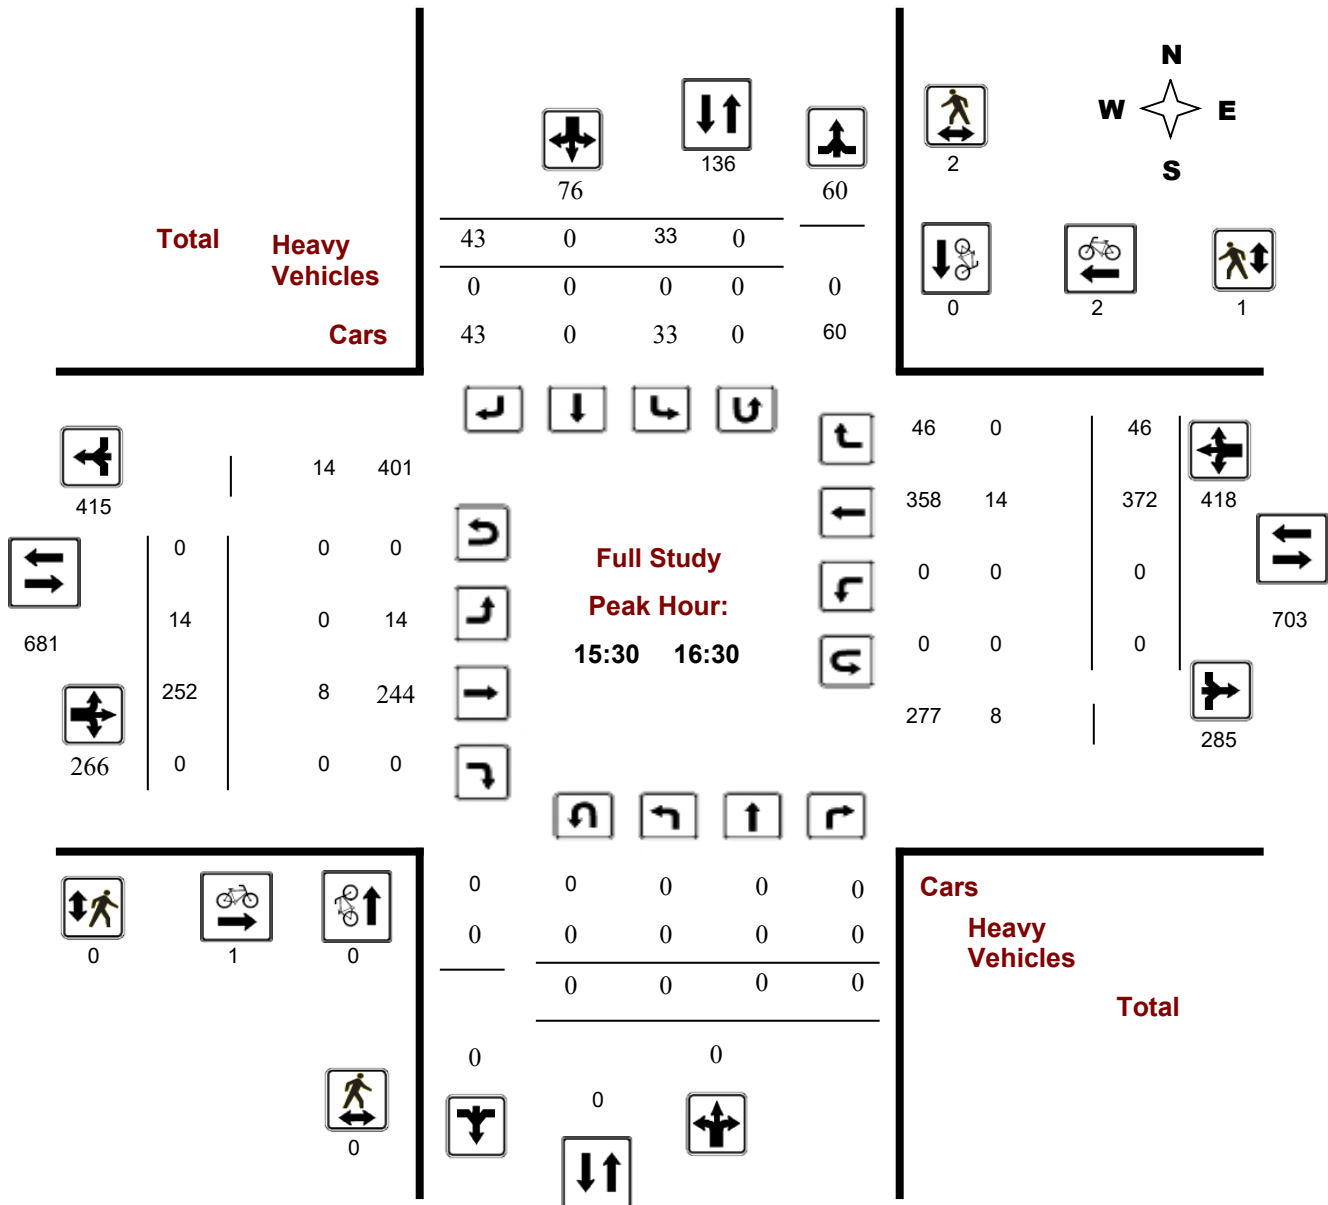 N
W E
S
76 136 60 2
Total Heavy
Vehicles
Cars
43 0 33 0
0 0 0 0 0
43 0 33 0 60
0 2 1
415 14 401
0 0 0
14 0 14
681
252 8 244
266 0 0 0
Full Study
Peak Hour:
15:30 16:30
46 0 46
358 14 372 418
0 0 0
703
0 0 0
277 8
285
0 1 0
0
0 0 0 0 0
0 0 0 0 0
0 0 0 0
0 0
0
Cars
Heavy
Vehicles
Total